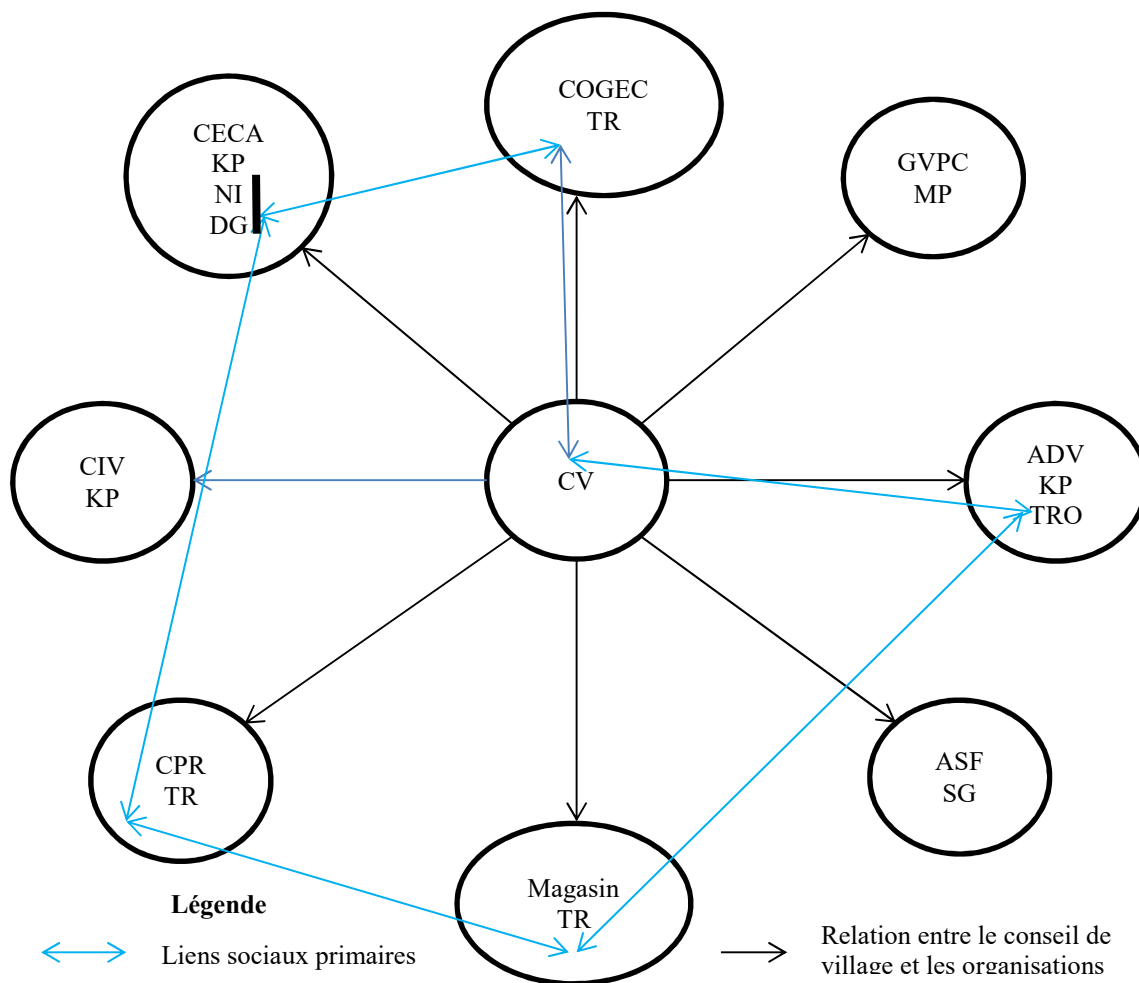 COGEC
TR
CECA
KP
NI
DG
GVPC
MP
CIV
KP
CV
ADV
KP
TRO
CPR
TR
Magasin
TR
ASF
SG
Légende
Liens sociaux primaires
Relation entre le conseil de
village et les organisations